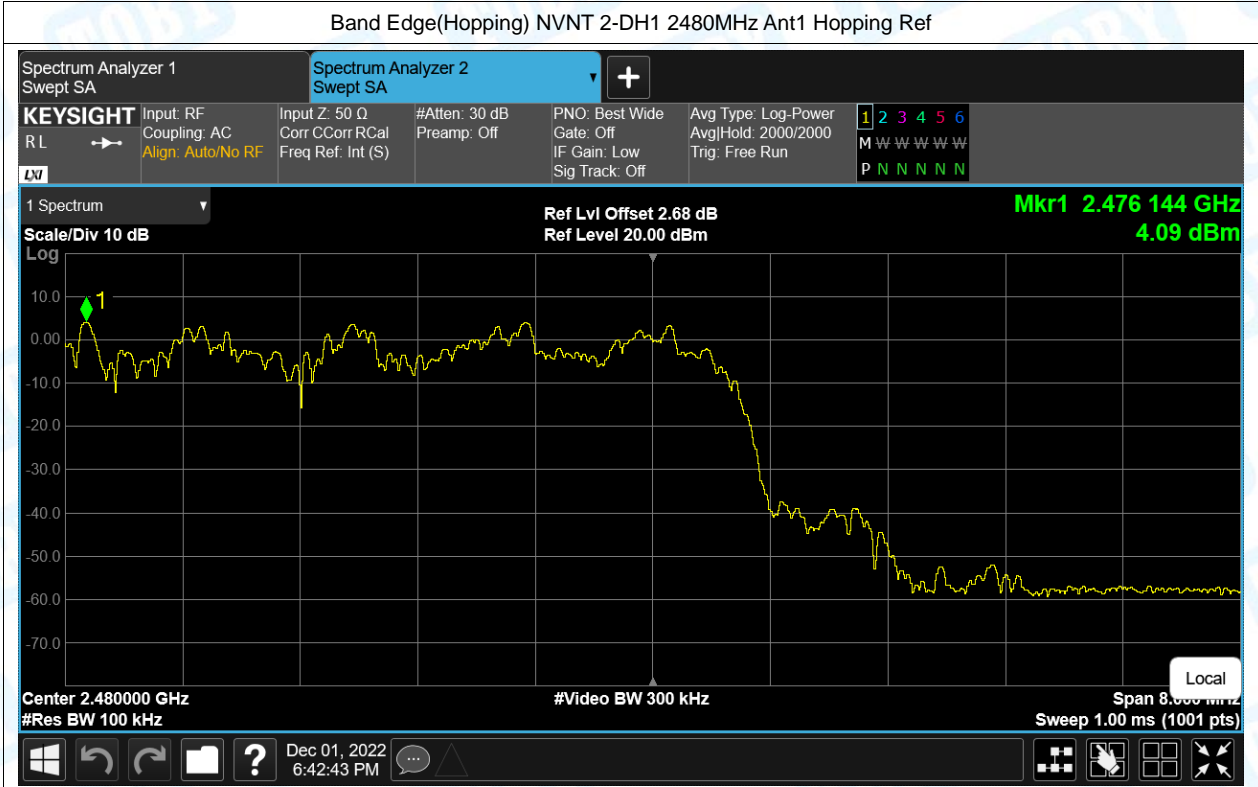 Band Edge(Hopping) NVNT 2-DH1 2480MHz Ant1 Hopping Ref
Spectrum Analyzer 1
Swept SA
Spectrum Analyzer 2
Swept SA
▼
+
KEYSIGHT
R L
LXI
Input: RF
Coupling: AC
Align: Auto/No RF
Input Z: 50 Ω
Corr CCorr RCal
Freq Ref: Int (S)
#Atten: 30 dB
Preamp: Off
PNO: Best Wide
Gate: Off
IF Gain: Low
Sig Track: Off
Avg Type: Log-Power
Avg|Hold: 2000/2000
Trig: Free Run
1 2 3 4 5 6
M W W W W W
P N N N N N
1 Spectrum ▼
Scale/Div 10 dB
Ref Lvl Offset 2.68 dB
Ref Level 20.00 dBm
Mkr1 2.476 144 GHz
4.09 dBm
Log
10.0
1
0.00
-10.0
-20.0
-30.0
-40.0
-50.0
-60.0
-70.0
Local
Center 2.480000 GHz
#Video BW 300 kHz
Span
#Res BW 100 kHz
Sweep 1.00 ms (1001 pts)
?
Dec 01, 2022
6:42:43 PM